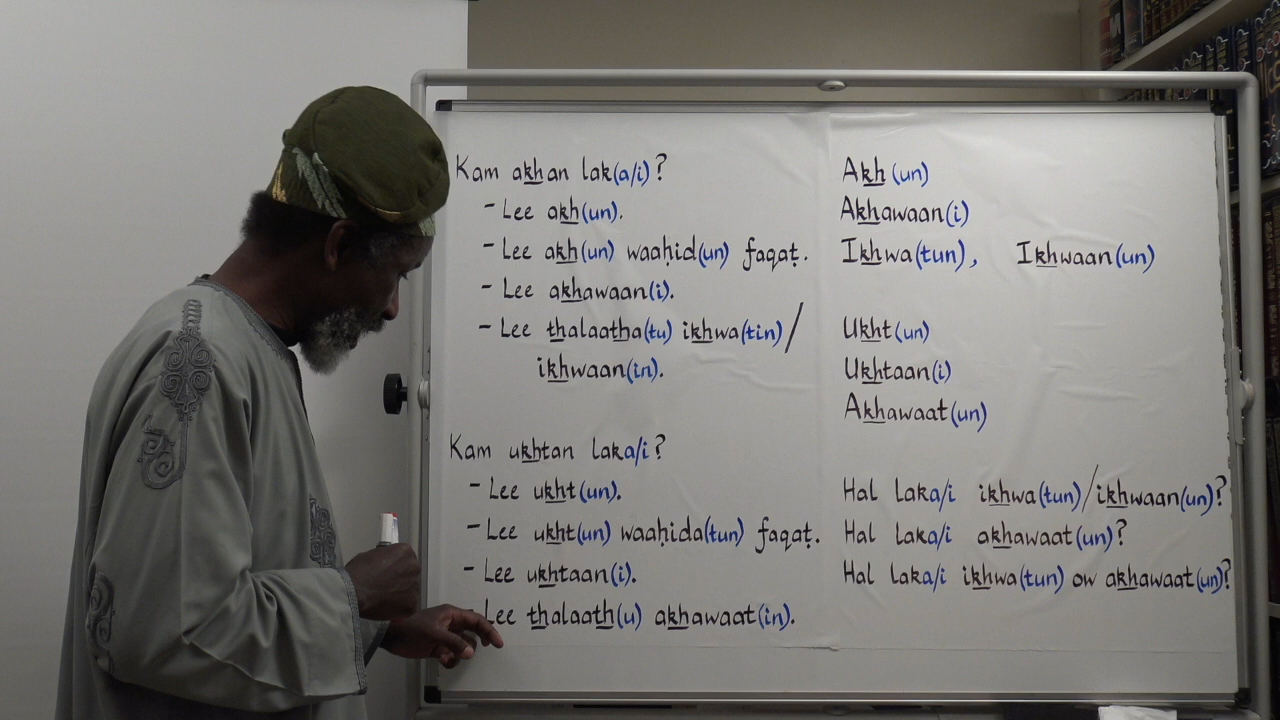 Kam akhan lak(a/i)?
- Lee akh(un).
- Lee akh(un) waaḥid(un) faqaṭ.
- Lee akhawaan(i).
- Lee thalaatha(tu) ikhwa(tin)/
ikhwaan(in).
Kam ukhtan laka/i?
- Lee ukht(un).
- Lee ukht(un) waaḥida(tun) faqaṭ.
- Lee ukhtaan(i).
Lee thalaath(u) akhawaat(in).
Akh(un)
Akhawaan(i)
Ikhwa(tun), Ikhwaan(un)
Ukht(un)
Ukhtaan(i)
Akhawaat(un)
Hal laka/i ikhwa(tun)/ikhwaan(un)?
Hal laka/i akhawaat(un)?
Hal laka/i ikhwa(tun) ow akhawaat(un)?